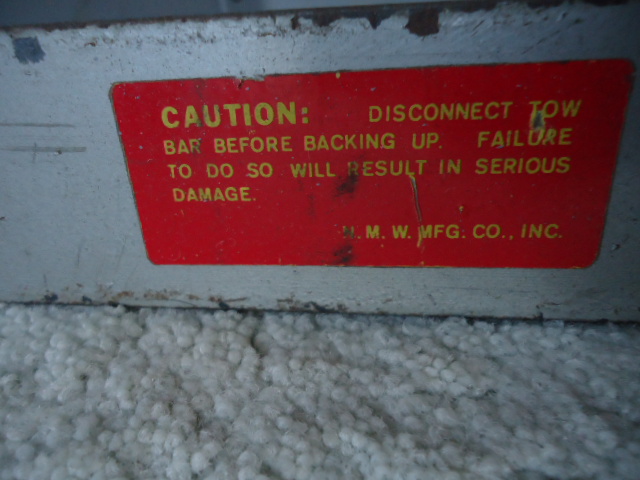 CAUTION: DISCONNECT TOW
BAR BEFORE BACKING UP. FAILURE
TO DO SO WILL RESULT IN SERIOUS
DAMAGE.
M. W. MFG. CO., INC.